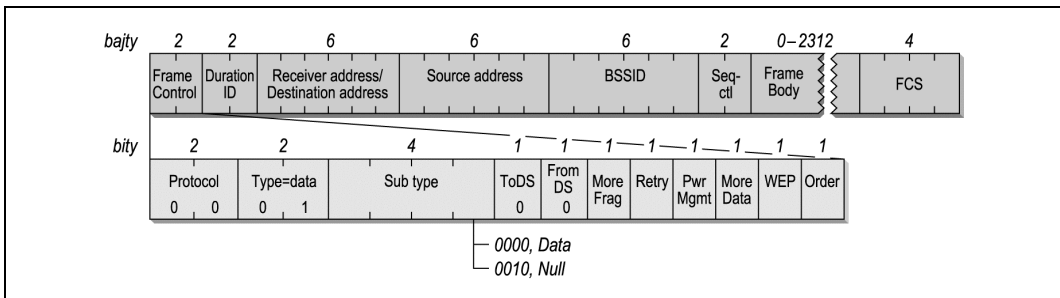 bajty 2 2 6 6 6 2 0–2312 4
Frame Control Duration ID Receiver address/ Destination address Source address BSSID Seq- ctl Frame Body FCS
bity 2 2 4 1 1 1 1 1 1 1 1
Protocol Type=data Sub type ToDS From DS More Frag Retry Pwr Mgmt More Data WEP Order
0 0 0 1 0 0
0000, Data
0010, Null